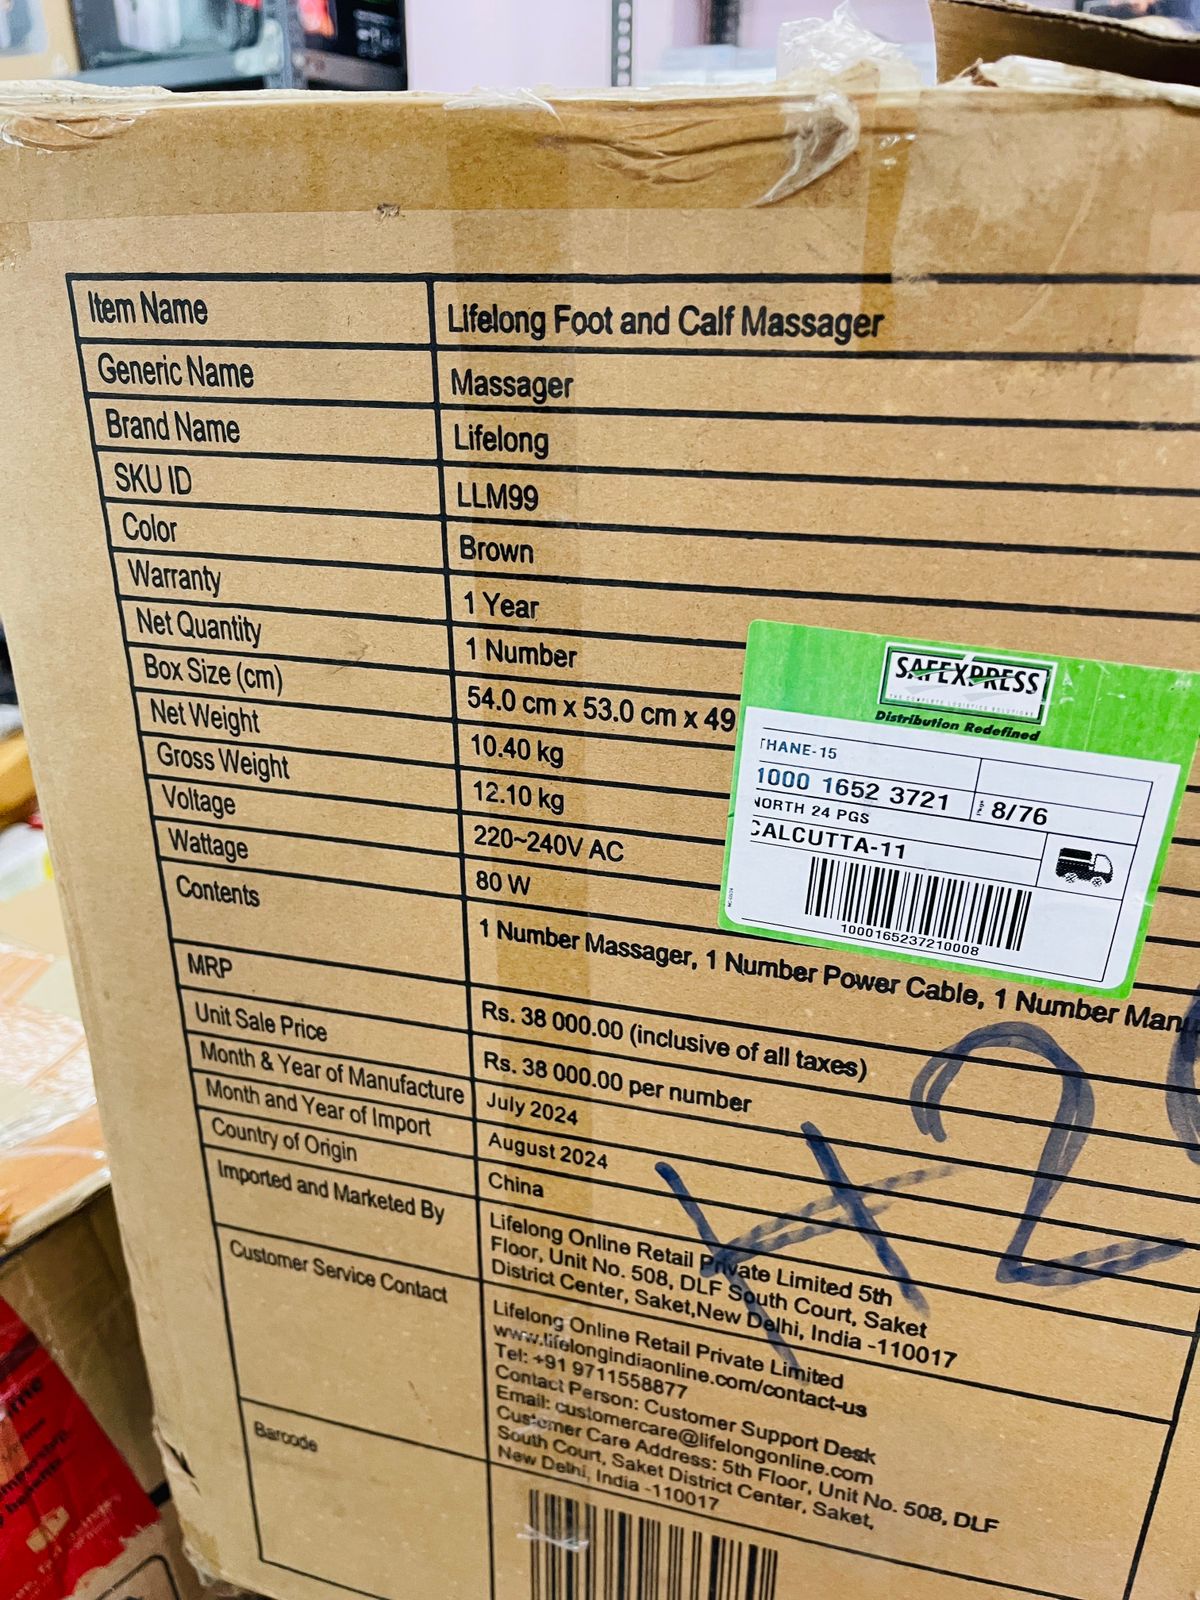 Item Name Lifelong Foot and Calf Massager
Generic Name Massager
Brand Name Lifelong
SKU ID LLM99
Color Brown
Warranty 1 Year
Net Quantity 1 Number
Box Size (cm) 54.0 cm x 53.0 cm x 49
Net Weight 10.40 kg
Gross Weight 12.10 kg
Voltage 220~240V AC
Wattage 80 W
Contents 1 Number Massager, 1 Number Power Cable, 1 Number
MRP Rs. 38 000.00 (inclusive of all taxes)
Unit Sale Price Rs. 38 000.00 per number
Month & Year of Manufacture July 2024
Month and Year of Import August 2024
Country of Origin China
Imported and Marketed By Lifelong Online Retail Private Limited 5th
Floor, Unit No. 508, DLF South Court, Saket
District Center, Saket,New Delhi, India -110017
Customer Service Contact Lifelong Online Retail Private Limited
www.lifelongindiaonline.com/contact-us
Tel: +91 9711558877
Contact Person: Customer Support Desk
Email: customercare@lifelongonline.com
Customer Care Address: 5th Floor, Unit No. 508, DLF
South Court, Saket District Center, Saket,
New Delhi, India -110017
Barcode
SAFEXPRESS
THE COMPLETE LOGISTICS SOLUTIONS
Distribution Redefined
THANE-15
1000 1652 3721 8/76
NORTH 24 PGS
CALCUTTA-11
1000165237210008